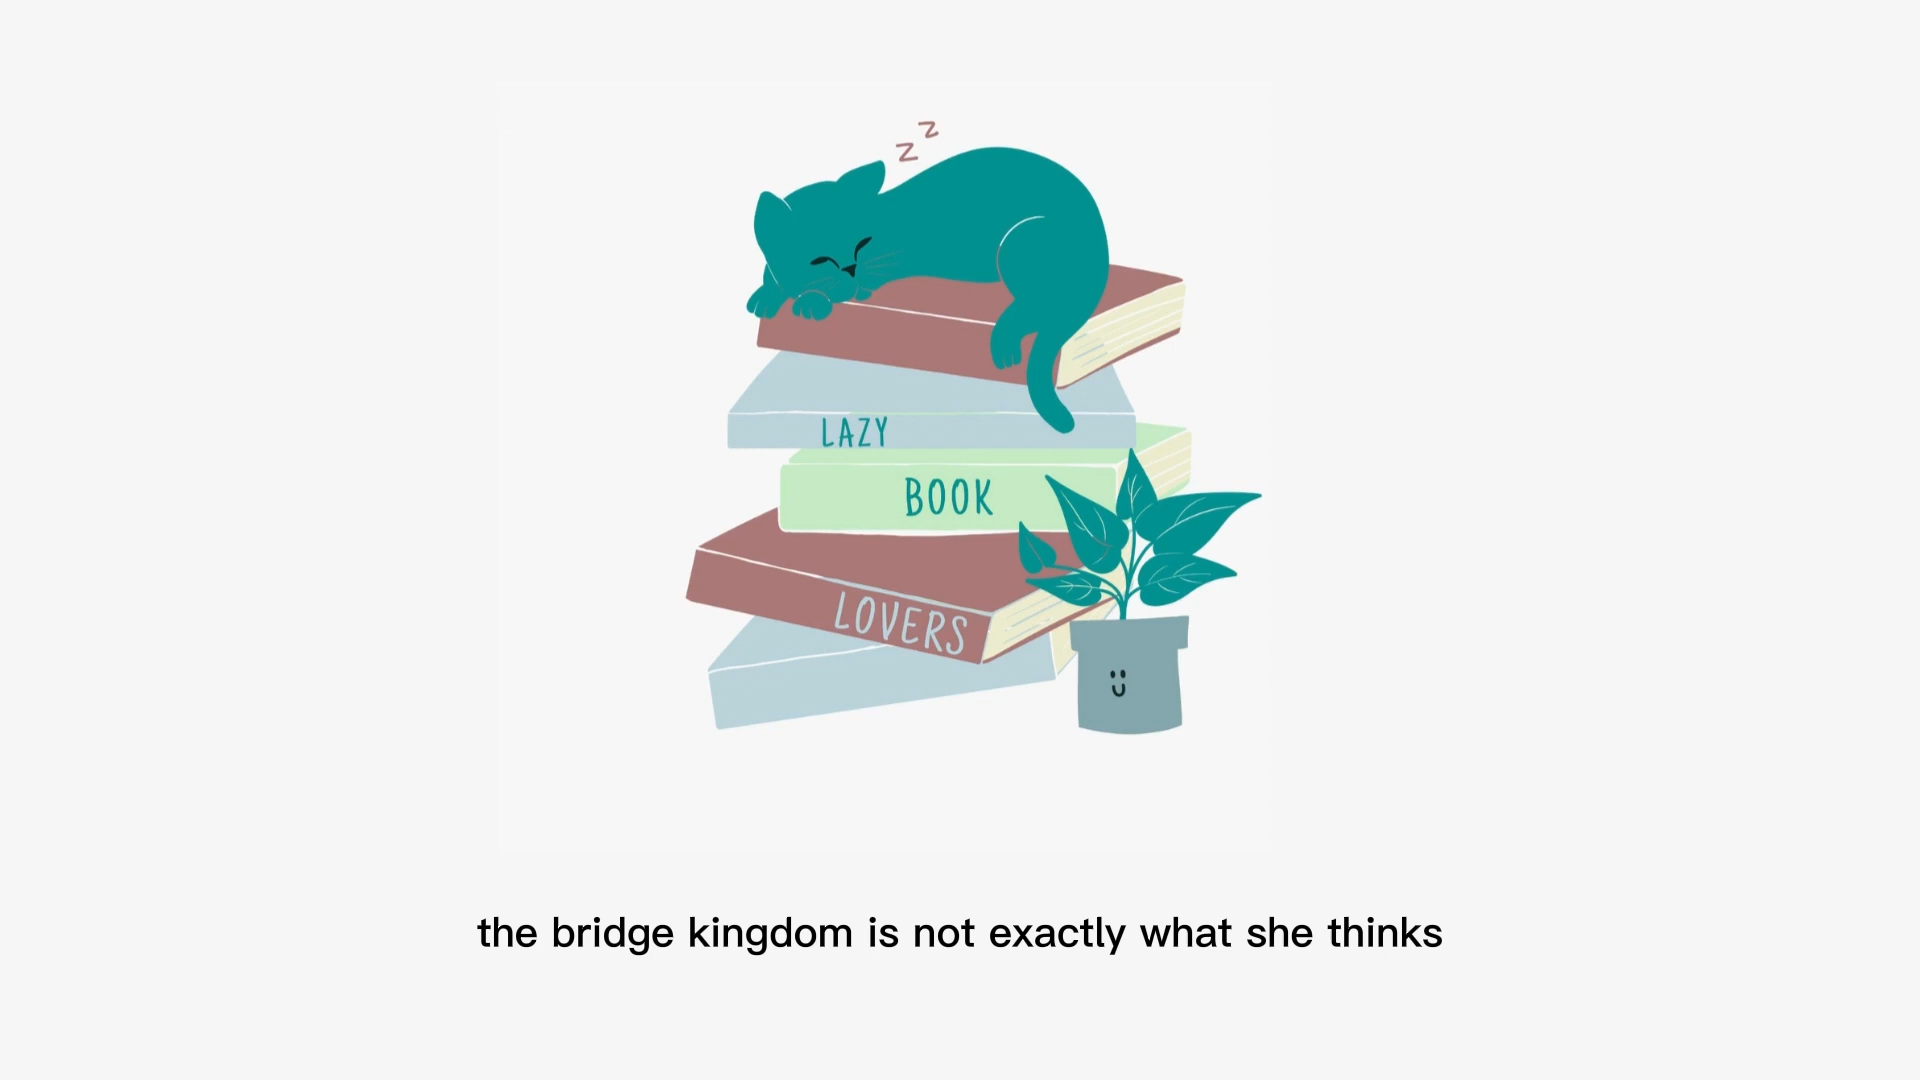 z
z
LAZY
BOOK
LOVERS
the bridge kingdom is not exactly what she thinks